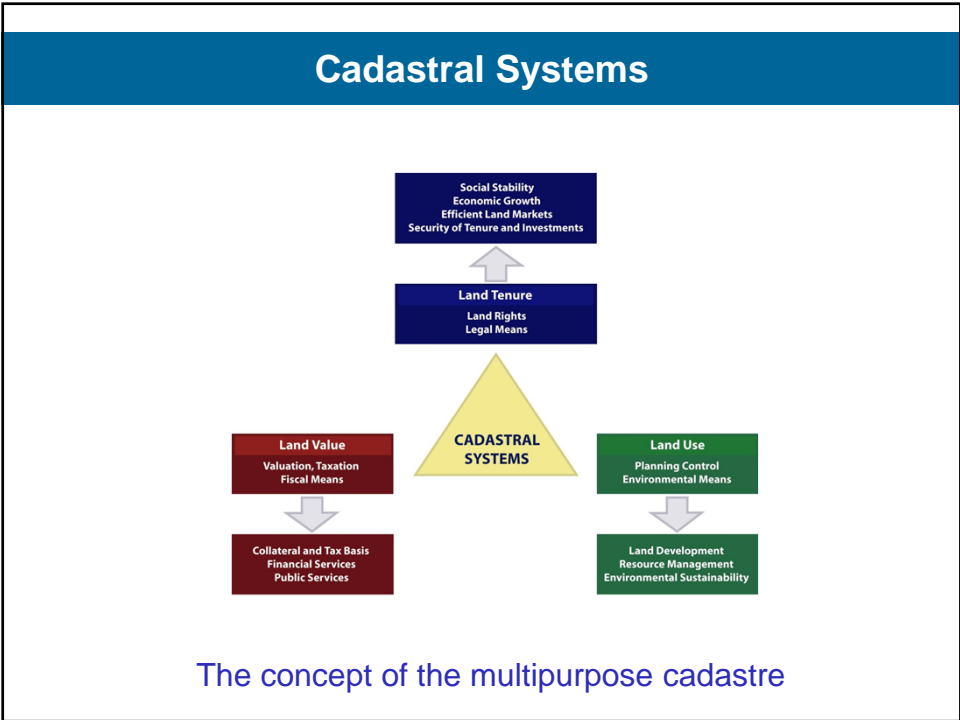 Cadastral Systems
Social Stability
Economic Growth
Efficient Land Markets
Security of Tenure and Investments
Land Tenure
Land Rights
Legal Means
CADASTRAL
SYSTEMS
Land Value
Valuation, Taxation
Fiscal Means
Collateral and Tax Basis
Financial Services
Public Services
Land Use
Planning Control
Environmental Means
Land Development
Resource Management
Environmental Sustainability
The concept of the multipurpose cadastre